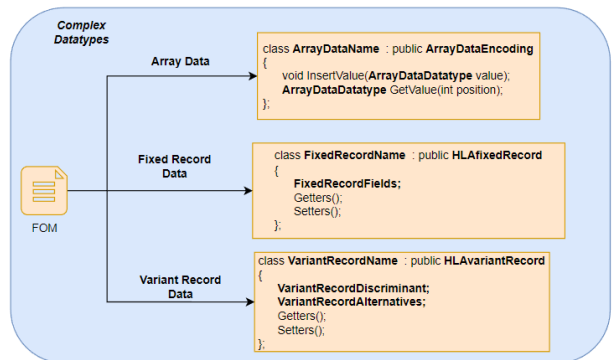 Complex
Datatypes
Array Data
class ArrayDataName : public ArrayDataEncoding
{
void InsertValue(ArrayDataDatatype value);
ArrayDataDatatype GetValue(int position);
};
Fixed Record
Data
class FixedRecordName : public HLAfixedRecord
{
FixedRecordFields;
Getters();
Setters();
};
FOM
Variant Record
Data
class VariantRecordName : public HLAvariantRecord
{
VariantRecordDiscriminant;
VariantRecordAlternatives;
Getters();
Setters();
};